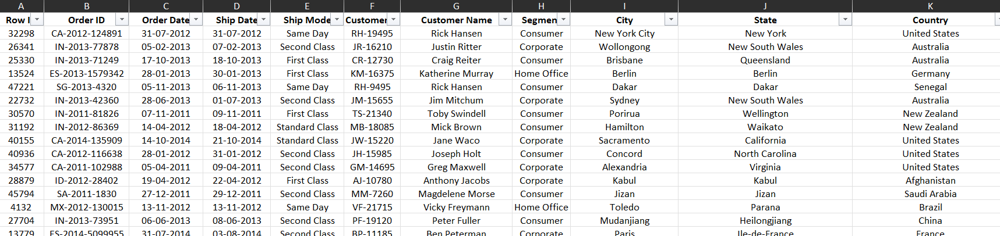 A B C D E F G H I J K
Row I Order ID Order Date Ship Date Ship Mode Customer Customer Name Segmen City State Country
32298 CA-2012-124891 31-07-2012 31-07-2012 Same Day RH-19495 Rick Hansen Consumer New York City New York United States
26341 IN-2013-77878 05-02-2013 07-02-2013 Second Class JR-16210 Justin Ritter Corporate Wollongong New South Wales Australia
25330 IN-2013-71249 17-10-2013 18-10-2013 First Class CR-12730 Craig Reiter Consumer Brisbane Queensland Australia
13524 ES-2013-1579342 28-01-2013 30-01-2013 First Class KM-16375 Katherine Murray Home Office Berlin Berlin Germany
47221 SG-2013-4320 05-11-2013 06-11-2013 Same Day RH-9495 Rick Hansen Consumer Dakar Dakar Senegal
22732 IN-2013-42360 28-06-2013 01-07-2013 Second Class JM-15655 Jim Mitchum Corporate Sydney New South Wales Australia
30570 IN-2011-81826 07-11-2011 09-11-2011 First Class TS-21340 Toby Swindell Consumer Porirua Wellington New Zealand
31192 IN-2012-86369 14-04-2012 18-04-2012 Standard Class MB-18085 Mick Brown Consumer Hamilton Waikato New Zealand
40155 CA-2014-135909 14-10-2014 21-10-2014 Standard Class JW-15220 Jane Waco Corporate Sacramento California United States
40936 CA-2012-116638 28-01-2012 31-01-2012 Second Class JH-15985 Joseph Holt Consumer Concord North Carolina United States
34577 CA-2011-102988 05-04-2011 09-04-2011 Second Class GM-14695 Greg Maxwell Corporate Alexandria Virginia United States
28879 ID-2012-28402 19-04-2012 22-04-2012 First Class AJ-10780 Anthony Jacobs Corporate Kabul Kabul Afghanistan
45794 SA-2011-1830 27-12-2011 29-12-2011 Second Class MM-7260 Magdelene Morse Consumer Jizan Jizan Saudi Arabia
4132 MX-2012-130015 13-11-2012 13-11-2012 Same Day VF-21715 Vicky Freymann Home Office Toledo Parana Brazil
27704 IN-2013-73951 06-06-2013 08-06-2013 Second Class PF-19120 Peter Fuller Consumer Mudanjiang Heilongjiang China
13779 ES-2014-5099955 31-07-2014 03-08-2014 Second Class BP-11185 Ben Peterman Corporate Paris Ile-de-France France